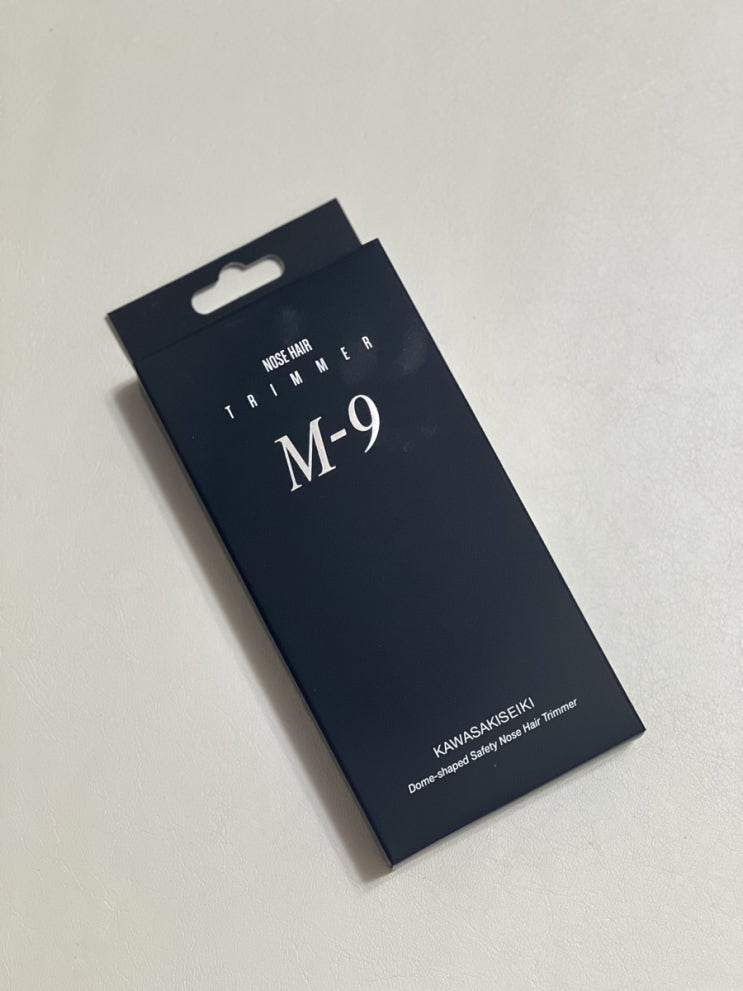 NOSE HAIR
TRIMMER
M-9
KAWASAKISEIKI
Dome-shaped Safety Nose Hair Trimmer